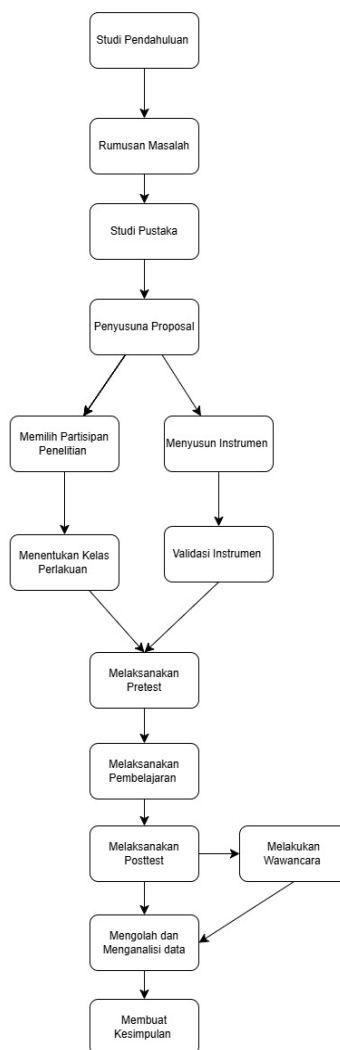 Studi Pendahuluan
Rumusan Masalah
Studi Pustaka
Penyusuna Proposal
Memilih Partisipan
Penelitian
Menyusun Instrumen
Menentukan Kelas
Perlakuan
Validasi Instrumen
Melaksanakan
Pretest
Melaksanakan
Pembelajaran
Melaksanakan
Posttest
Melakukan
Wawancara
Mengolah dan
Menganalisi data
Membuat
Kesimpulan